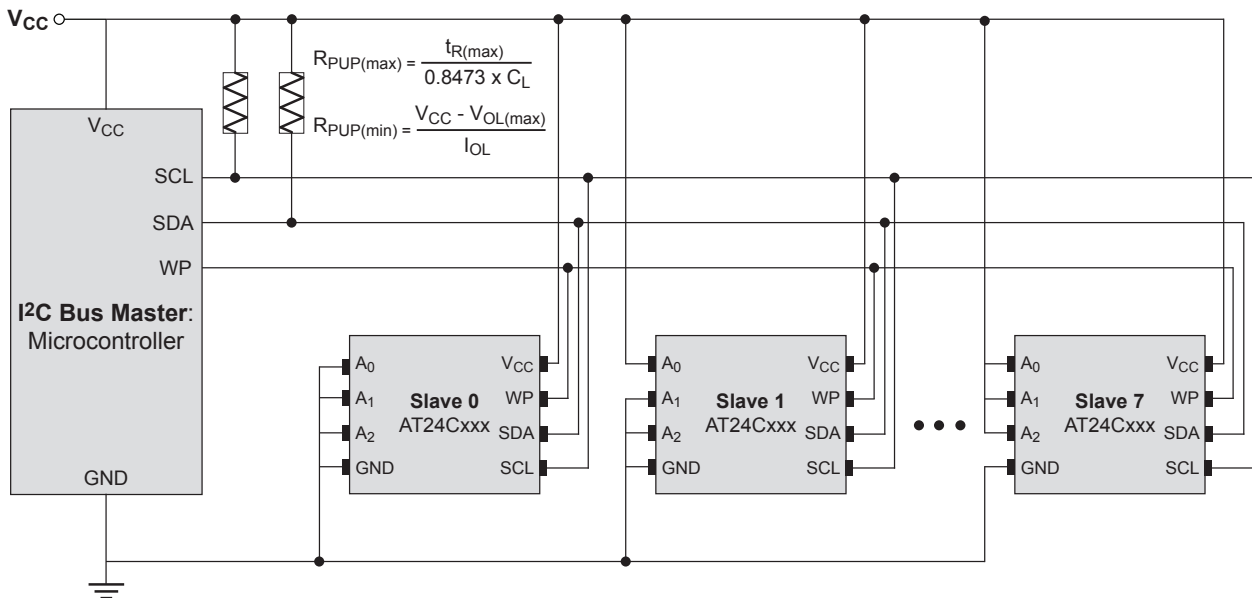 VCC
RPUP(max) = tR(max) / 0.8473 x CL
RPUP(min) = VCC - VOL(max) / IOL
VCC
SCL
SDA
WP
I²C Bus Master:
Microcontroller
GND
A0
A1
A2
GND
Slave 0
AT24Cxxx
VCC
WP
SDA
SCL
A0
A1
A2
GND
Slave 1
AT24Cxxx
VCC
WP
SDA
SCL
A0
A1
A2
GND
Slave 7
AT24Cxxx
VCC
WP
SDA
SCL